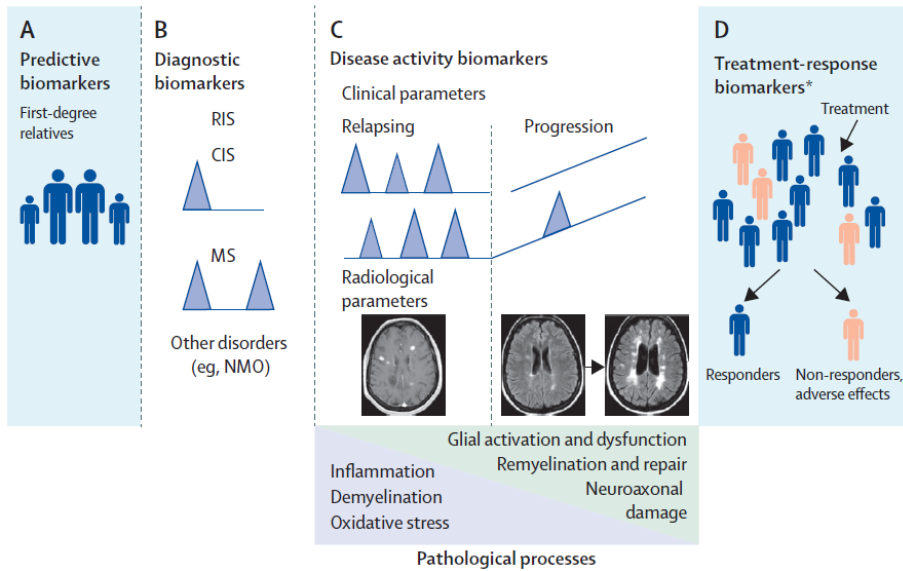 A
Predictive
biomarkers
First-degree
relatives
B
Diagnostic
biomarkers
RIS
CIS
MS
Other disorders
(eg, NMO)
C
Disease activity biomarkers
Clinical parameters
Relapsing
Progression
Radiological
parameters
Glial activation and dysfunction
Remyelination and repair
Neuroaxonal
damage
Inflammation
Demyelination
Oxidative stress
Pathological processes
D
Treatment-response
biomarkers*
Treatment
Responders
Non-responders,
adverse effects